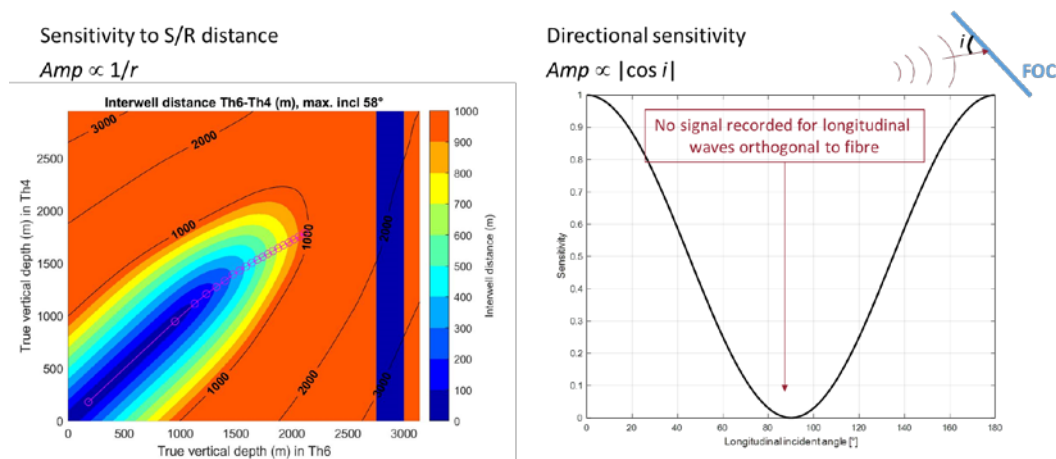 Sensitivity to S/R distance
Amp ∝ 1/r
Interwell distance Th6-Th4 (m), max. incl 58°
3000
2000
1000
1000
1000
2000
2000
3000
True vertical depth (m) in Th4
2500
2000
1500
1000
500
0
0 500 1000 1500 2000 2500 3000
True vertical depth (m) in Th6
1000
900
800
700
600
500
400
300
200
100
0
Interwell distance (m)
Directional sensitivity
Amp ∝ |cos i|
i
FOC
No signal recorded for longitudinal
waves orthogonal to fibre
Sensitivity
1
0.9
0.8
0.7
0.6
0.5
0.4
0.3
0.2
0.1
0
0 20 40 60 80 100 120 140 160 180
Longitudinal incident angle [°]